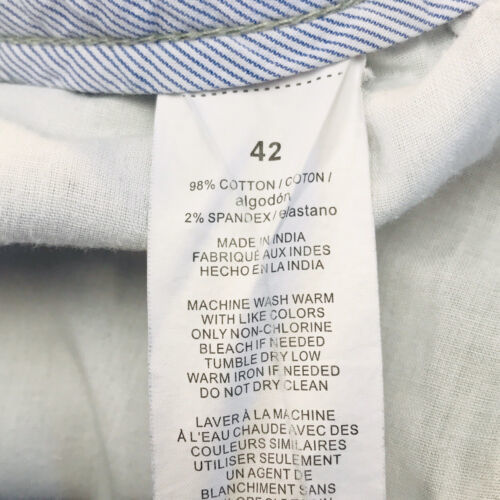 42
98% COTTON / COTON /
algodón
2% SPANDEX / elastano
MADE IN INDIA
FABRIQUÉ AUX INDES
HECHO EN LA INDIA
MACHINE WASH WARM
WITH LIKE COLORS
ONLY NON-CHLORINE
BLEACH IF NEEDED
TUMBLE DRY LOW
WARM IRON IF NEEDED
DO NOT DRY CLEAN
LAVER À LA MACHINE
À L'EAU CHAUDE AVEC DES
COULEURS SIMILAIRES
UTILISER SEULEMENT
UN AGENT DE
BLANCHIMENT SANS